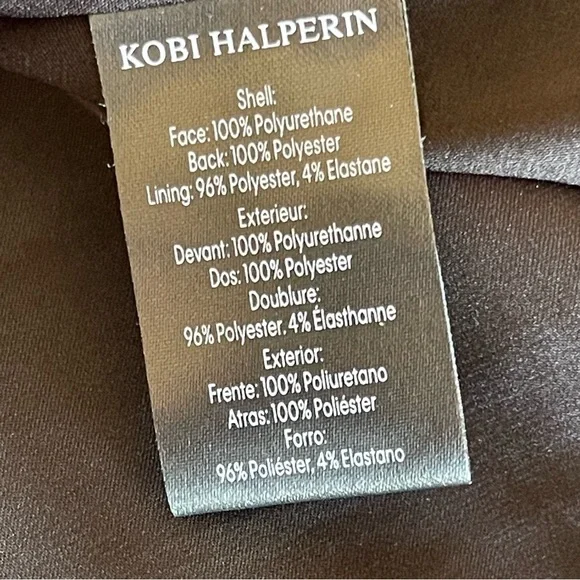 KOBI HALPERIN
Shell:
Face: 100% Polyurethane
Back: 100% Polyester
Lining: 96% Polyester, 4% Elastane
Exterieur:
Devant: 100% Polyurethanne
Dos: 100% Polyester
Doublure:
96% Polyester, 4% Élasthanne
Exterior:
Frente: 100% Poliuretano
Atras: 100% Poliéster
Forro:
96% Poliéster, 4% Elastano